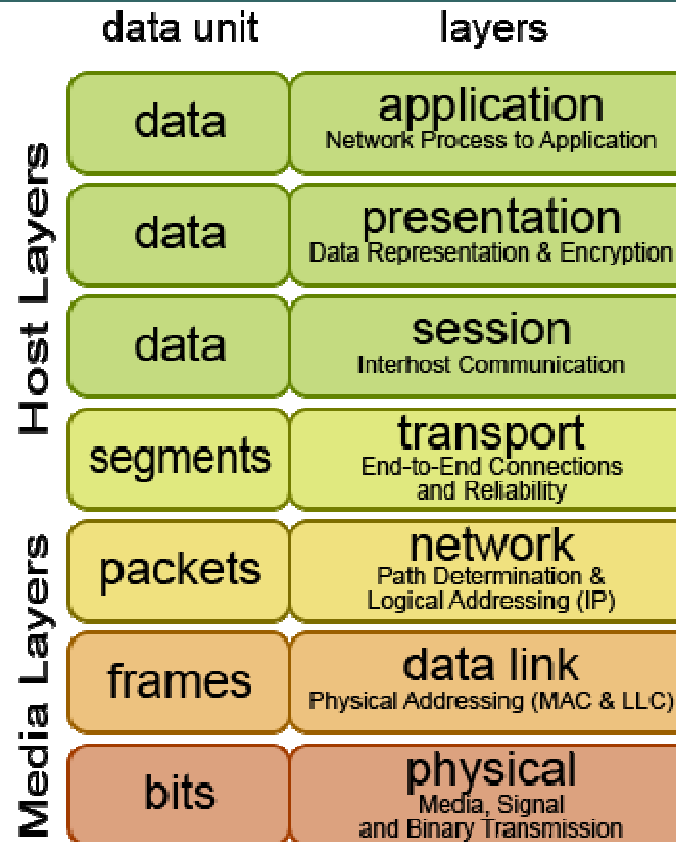 data unit layers
Host Layers
data
application
Network Process to Application
data
presentation
Data Representation & Encryption
data
session
Interhost Communication
segments
transport
End-to-End Connections
and Reliability
Media Layers
packets
network
Path Determination &
Logical Addressing (IP)
frames
data link
Physical Addressing (MAC & LLC)
bits
physical
Media, Signal
and Binary Transmission